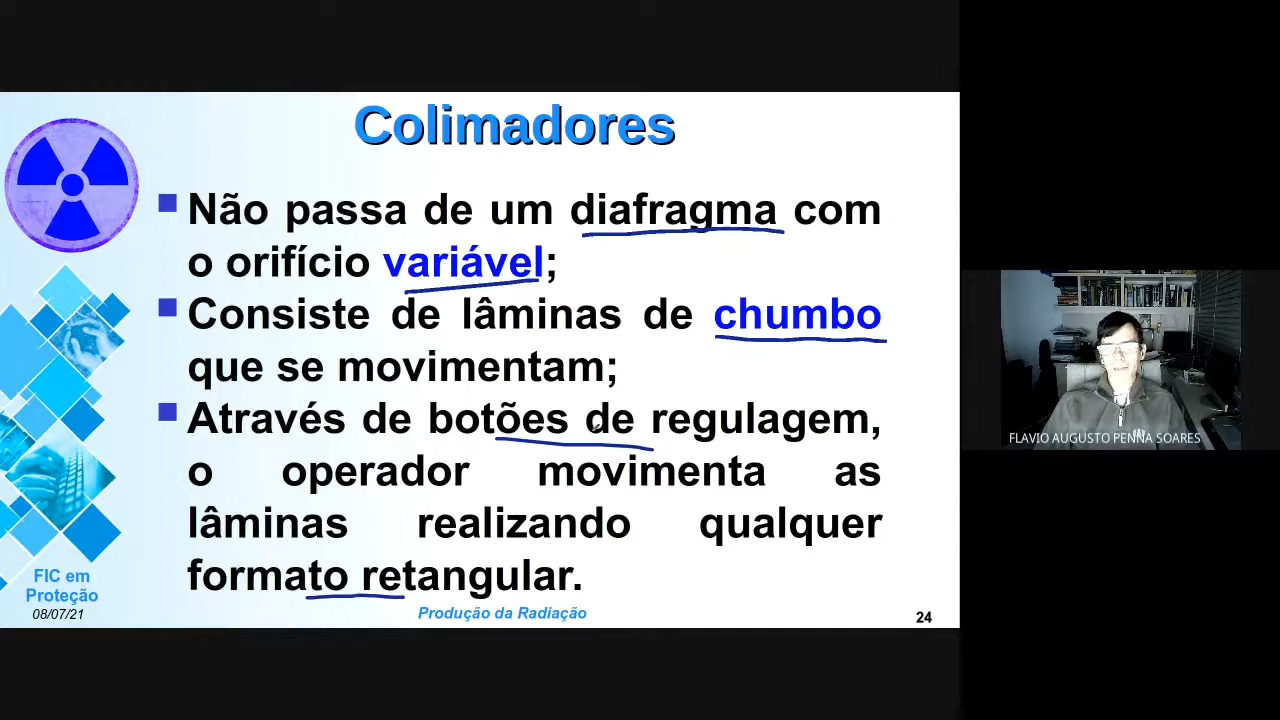 Colimadores
Não passa de um diafragma com
o orifício variável;
Consiste de lâminas de chumbo
que se movimentam;
Através de botões de regulagem,
o operador movimenta as
lâminas realizando qualquer
formato retangular.
FIC em
Proteção
08/07/21
Produção da Radiação
24
FLAVIO AUGUSTO PENNA SOARES